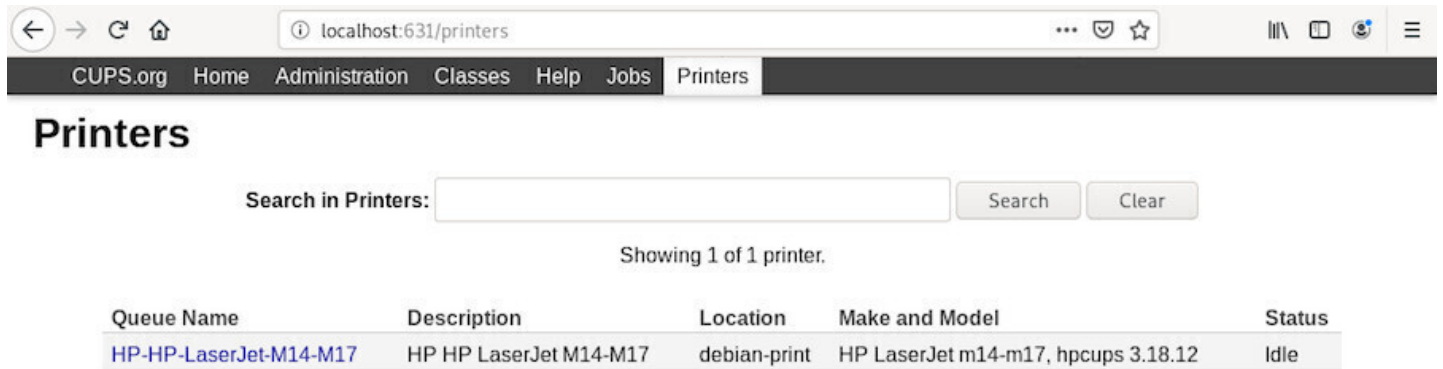 localhost:631/printers
CUPS.org Home Administration Classes Help Jobs Printers
Printers
Search in Printers: Search Clear
Showing 1 of 1 printer.
Queue Name Description Location Make and Model Status
HP-HP-LaserJet-M14-M17 HP HP LaserJet M14-M17 debian-print HP LaserJet m14-m17, hpcups 3.18.12 Idle